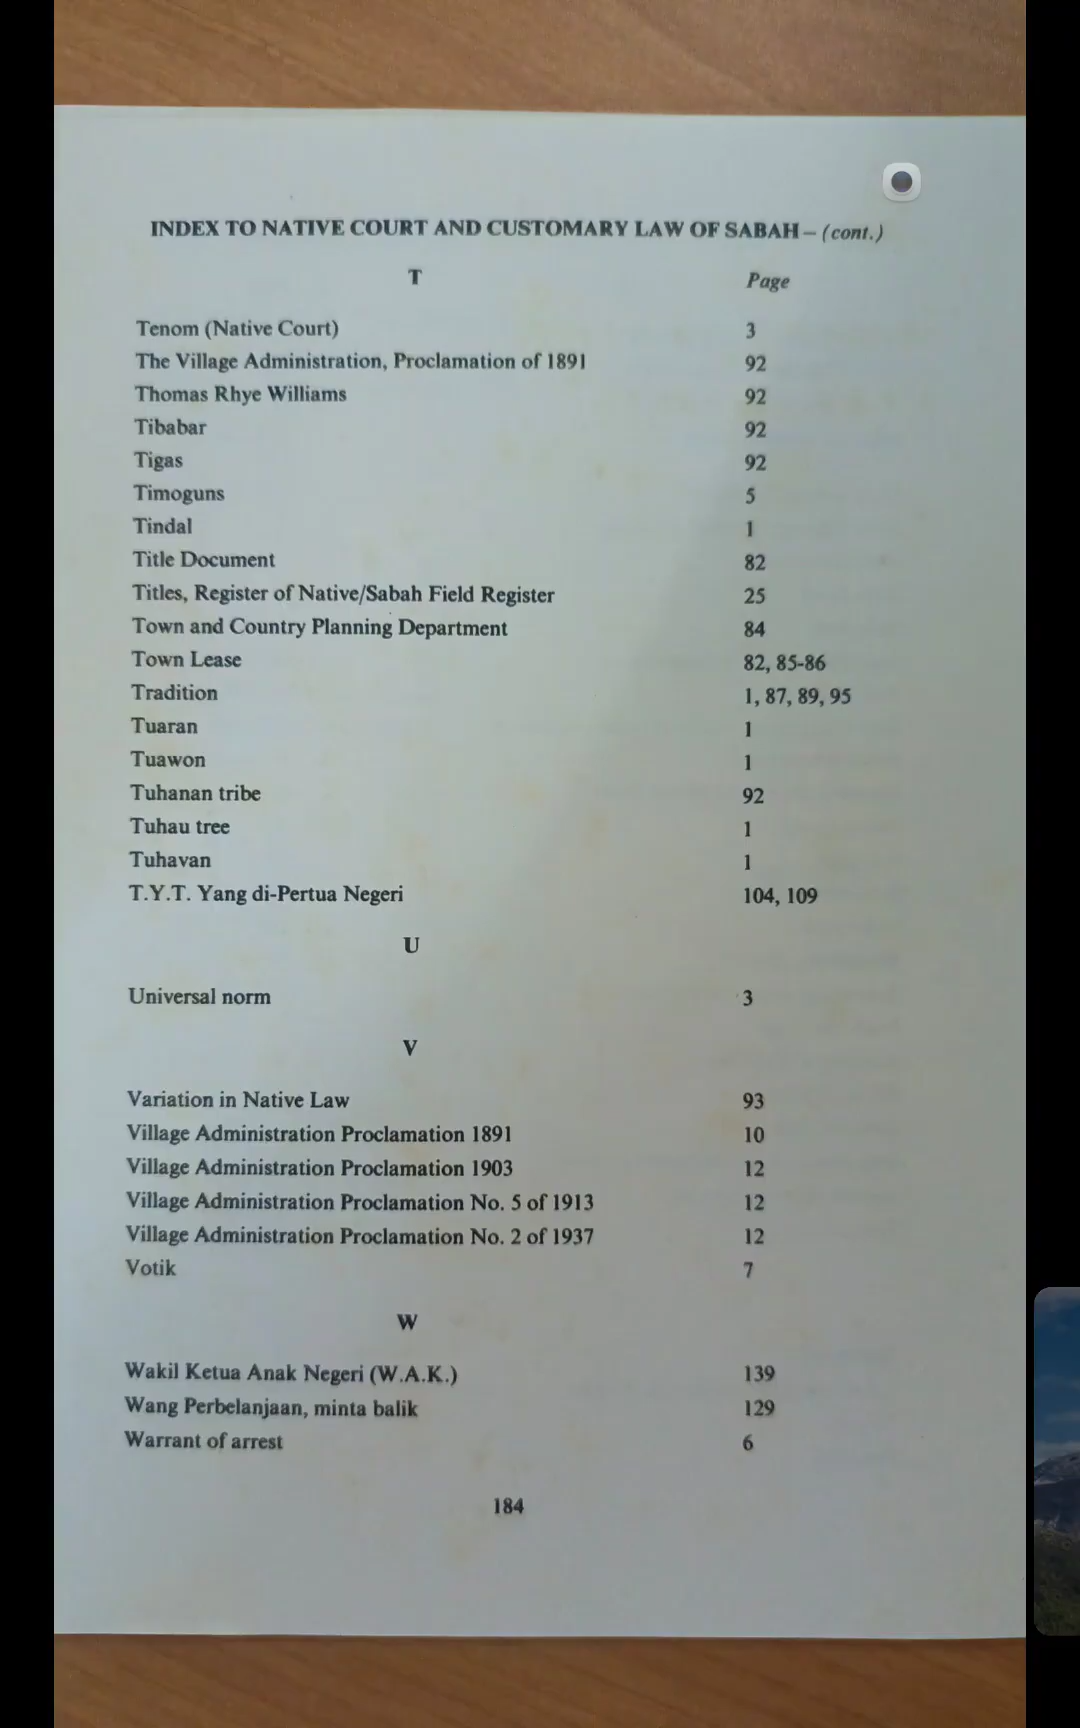 INDEX TO NATIVE COURT AND CUSTOMARY LAW OF SABAH – (cont.)
T Page
Tenom (Native Court) 3
The Village Administration, Proclamation of 1891 92
Thomas Rhye Williams 92
Tibabar 92
Tigas 92
Timoguns 5
Tindal 1
Title Document 82
Titles, Register of Native/Sabah Field Register 25
Town and Country Planning Department 84
Town Lease 82, 85-86
Tradition 1, 87, 89, 95
Tuaran 1
Tuawon 1
Tuhanan tribe 92
Tuhau tree 1
Tuhavan 1
T.Y.T. Yang di-Pertua Negeri 104, 109
U
Universal norm 3
V
Variation in Native Law 93
Village Administration Proclamation 1891 10
Village Administration Proclamation 1903 12
Village Administration Proclamation No. 5 of 1913 12
Village Administration Proclamation No. 2 of 1937 12
Votik 7
W
Wakil Ketua Anak Negeri (W.A.K.) 139
Wang Perbelanjaan, minta balik 129
Warrant of arrest 6
184